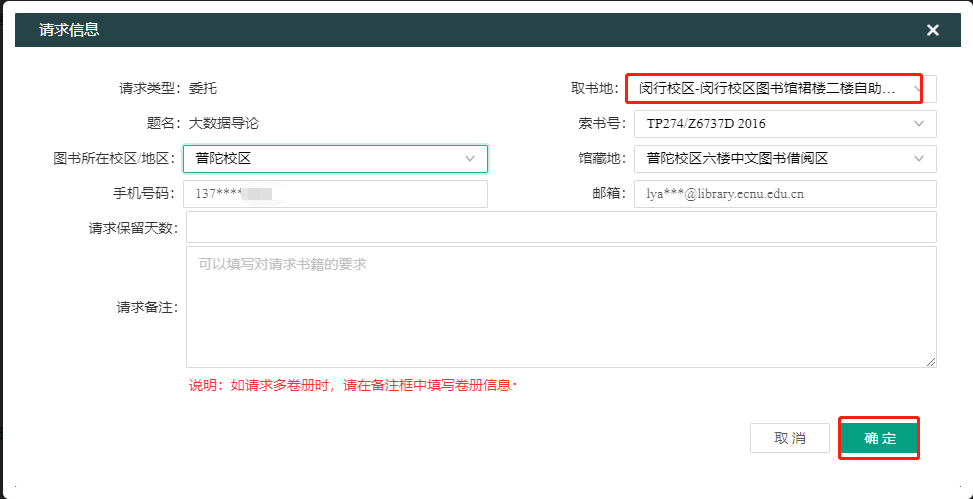 请求信息
请求类型：委托
取书地：闵行校区-闵行校区图书馆裙楼二楼自助...
题名：大数据导论
索书号：TP274/Z6737D 2016
图书所在校区/地区：普陀校区
馆藏地：普陀校区六楼中文图书借阅区
手机号码：137****
邮箱：lya***@library.ecnu.edu.cn
请求保留天数：
可以填写对请求书籍的要求
请求备注：
说明：如请求多卷册时，请在备注框中填写卷册信息·
取消
确定